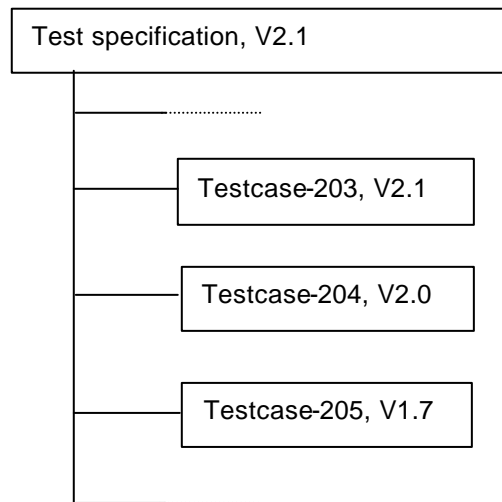 Test specification, V2.1
Testcase-203, V2.1
Testcase-204, V2.0
Testcase-205, V1.7